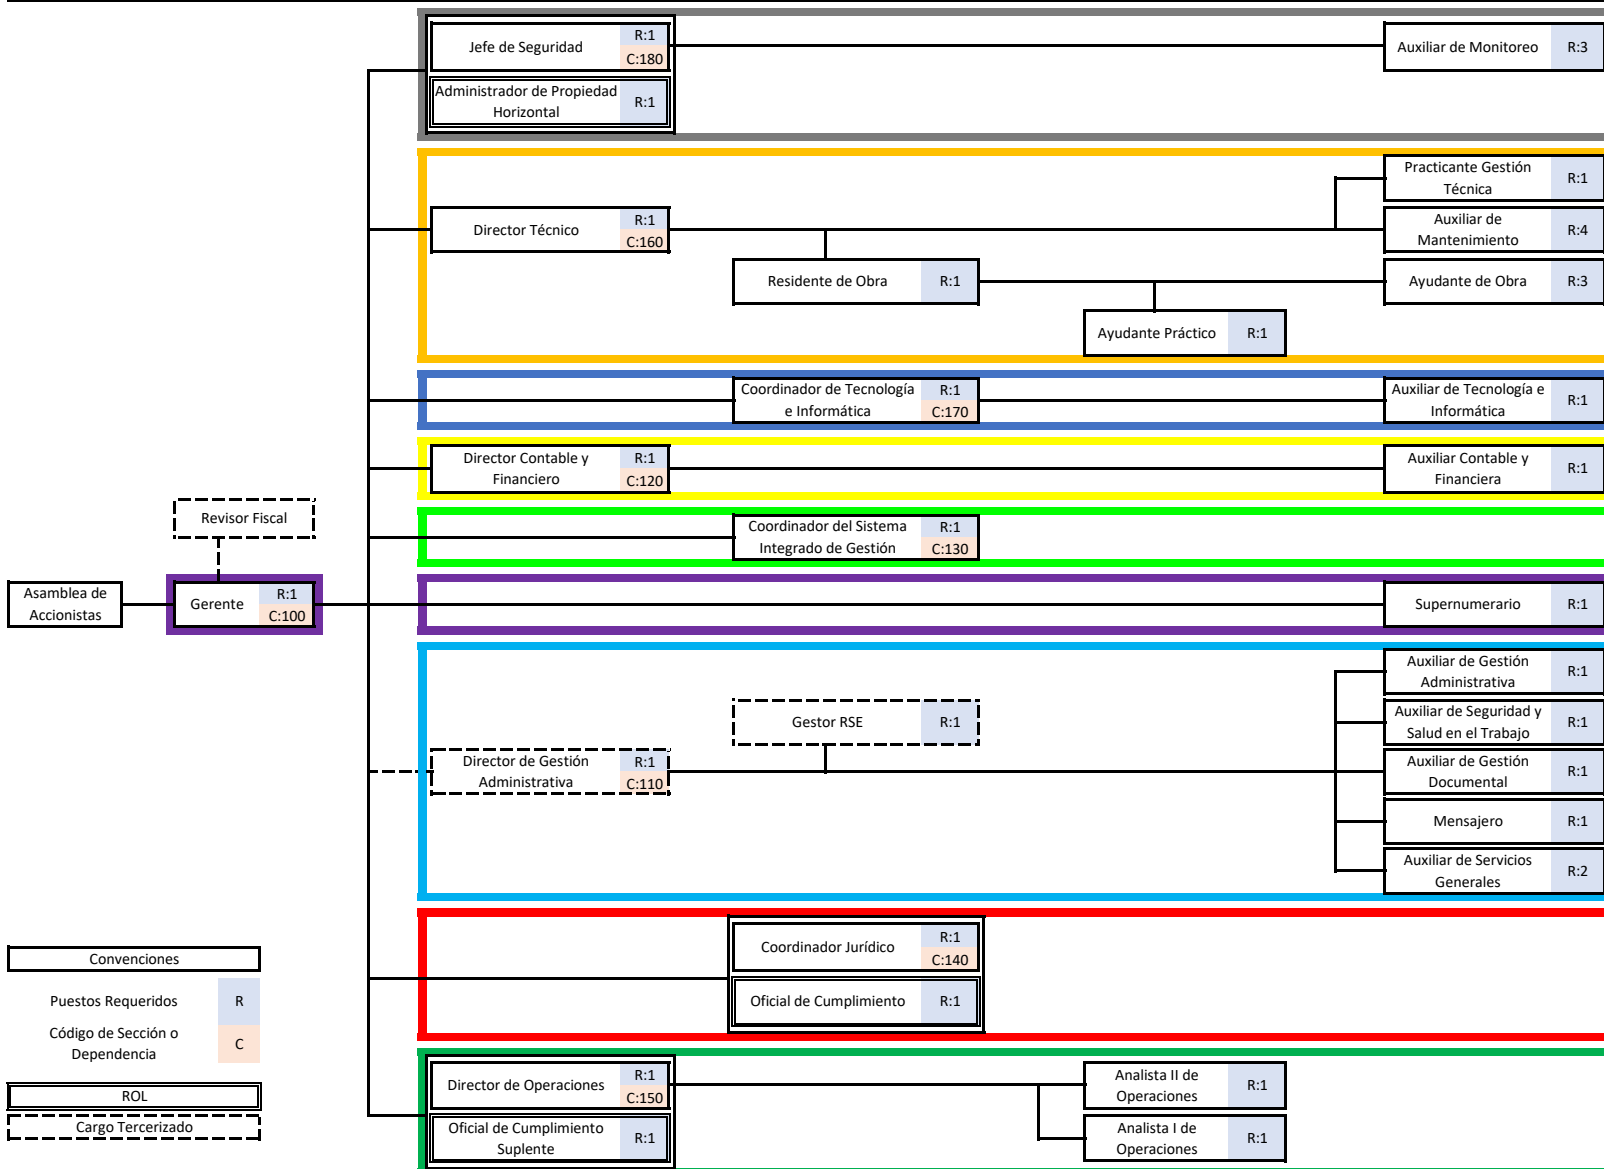 Jefe de Seguridad
R:1
C:180
Auxiliar de Monitoreo
R:3
Administrador de Propiedad
Horizontal
R:1
Practicante Gestión
Técnica
R:1
Director Técnico
R:1
C:160
Auxiliar de
Mantenimiento
R:4
Residente de Obra
R:1
Ayudante de Obra
R:3
Ayudante Práctico
R:1
Coordinador de Tecnología
e Informática
R:1
C:170
Auxiliar de Tecnología e
Informática
R:1
Director Contable y
Financiero
R:1
C:120
Auxiliar Contable y
Financiera
R:1
Revisor Fiscal
Coordinador del Sistema
Integrado de Gestión
R:1
C:130
Asamblea de
Accionistas
Gerente
R:1
C:100
Supernumerario
R:1
Auxiliar de Gestión
Administrativa
R:1
Gestor RSE
R:1
Auxiliar de Seguridad y
Salud en el Trabajo
R:1
Director de Gestión
Administrativa
R:1
C:110
Auxiliar de Gestión
Documental
R:1
Mensajero
R:1
Auxiliar de Servicios
Generales
R:2
Coordinador Jurídico
R:1
C:140
Oficial de Cumplimiento
R:1
Convenciones
Puestos Requeridos
R
Código de Sección o
Dependencia
C
ROL
Cargo Tercerizado
Director de Operaciones
R:1
C:150
Analista II de
Operaciones
R:1
Oficial de Cumplimiento
Suplente
R:1
Analista I de
Operaciones
R:1